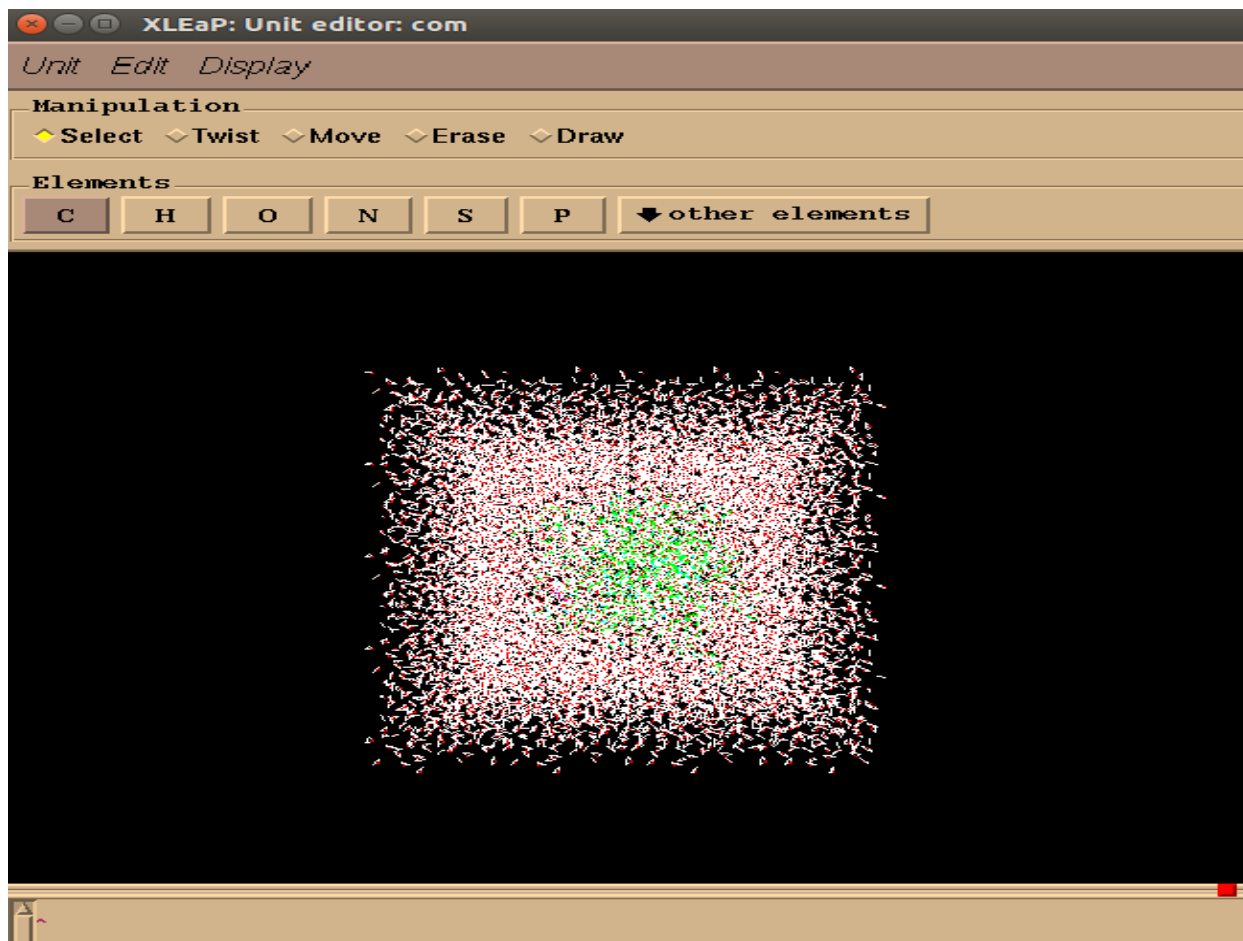 XLEaP: Unit editor: com
Unit Edit Display
Manipulation
Select Twist Move Erase Draw
Elements
C H O N S P other elements
^